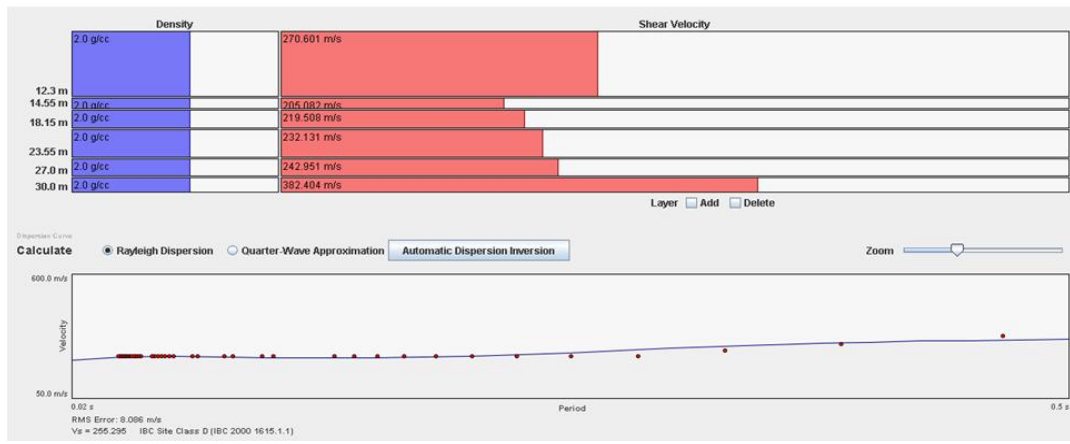 Density Shear Velocity
2.0 g/cc 270.601 m/s
12.3 m
2.0 g/cc 205.082 m/s
14.55 m
2.0 g/cc 219.508 m/s
18.15 m
2.0 g/cc 232.131 m/s
23.55 m
2.0 g/cc 242.951 m/s
27.0 m
2.0 g/cc 382.404 m/s
30.0 m
Layer Add Delete
Dispersion Curve
Calculate Rayleigh Dispersion Quarter-Wave Approximation Automatic Dispersion Inversion Zoom
600.0 m/s
Velocity
50.0 m/s
0.02 s Period 0.5 s
RMS Error: 8.086 m/s
Vs = 255.295 IBC Site Class D (IBC 2000 1615.1.1)